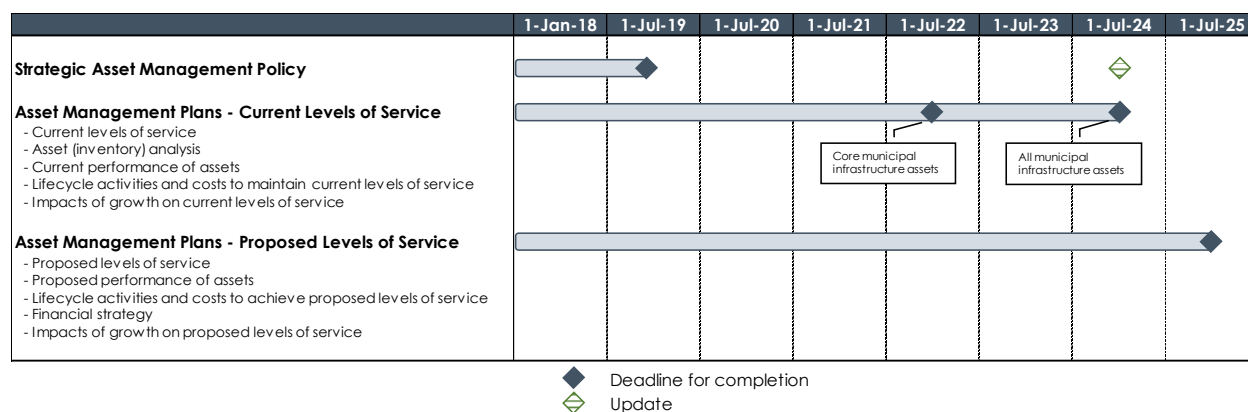 1-Jan-18 1-Jul-19 1-Jul-20 1-Jul-21 1-Jul-22 1-Jul-23 1-Jul-24 1-Jul-25
Strategic Asset Management Policy
Asset Management Plans - Current Levels of Service
- Current levels of service
- Asset (inventory) analysis
- Current performance of assets
- Lifecycle activities and costs to maintain current levels of service
- Impacts of growth on current levels of service
Core municipal
infrastructure assets
All municipal
infrastructure assets
Asset Management Plans - Proposed Levels of Service
- Proposed levels of service
- Proposed performance of assets
- Lifecycle activities and costs to achieve proposed levels of service
- Financial strategy
- Impacts of growth on proposed levels of service
Deadline for completion
Update